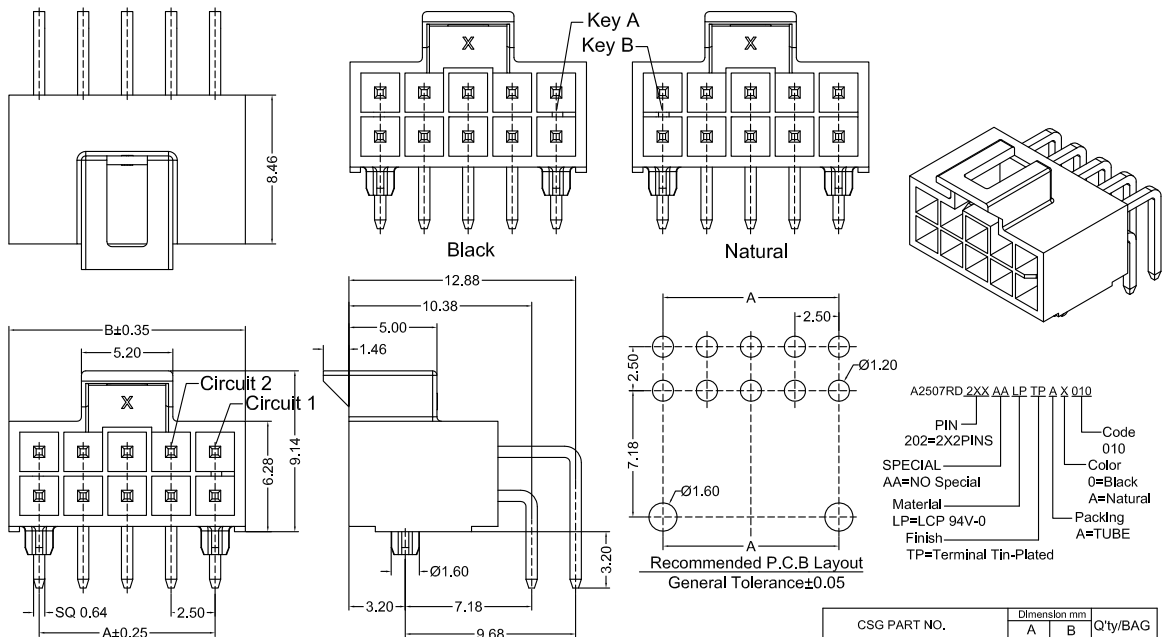 Key A
Key B
X
X
8.46
Black
Natural
12.88
10.38
5.00
1.46
B±0.35
5.20
Circuit 2
Circuit 1
X
6.28
9.14
SQ 0.64
2.50
A±0.25
Ø1.60
3.20
7.18
9.68
3.20
A
2.50
2.50
Ø1.20
7.18
Ø1.60
A
Recommended P.C.B Layout
General Tolerance±0.05
A2507RD 2XX AA LP TP A X 010
PIN
202=2X2PINS
SPECIAL
AA=NO Special
Material
LP=LCP 94V-0
Finish
TP=Terminal Tin-Plated
Code
010
Color
0=Black
A=Natural
Packing
A=TUBE
CSG PART NO.
Dimension mm
A B
Q'ty/BAG